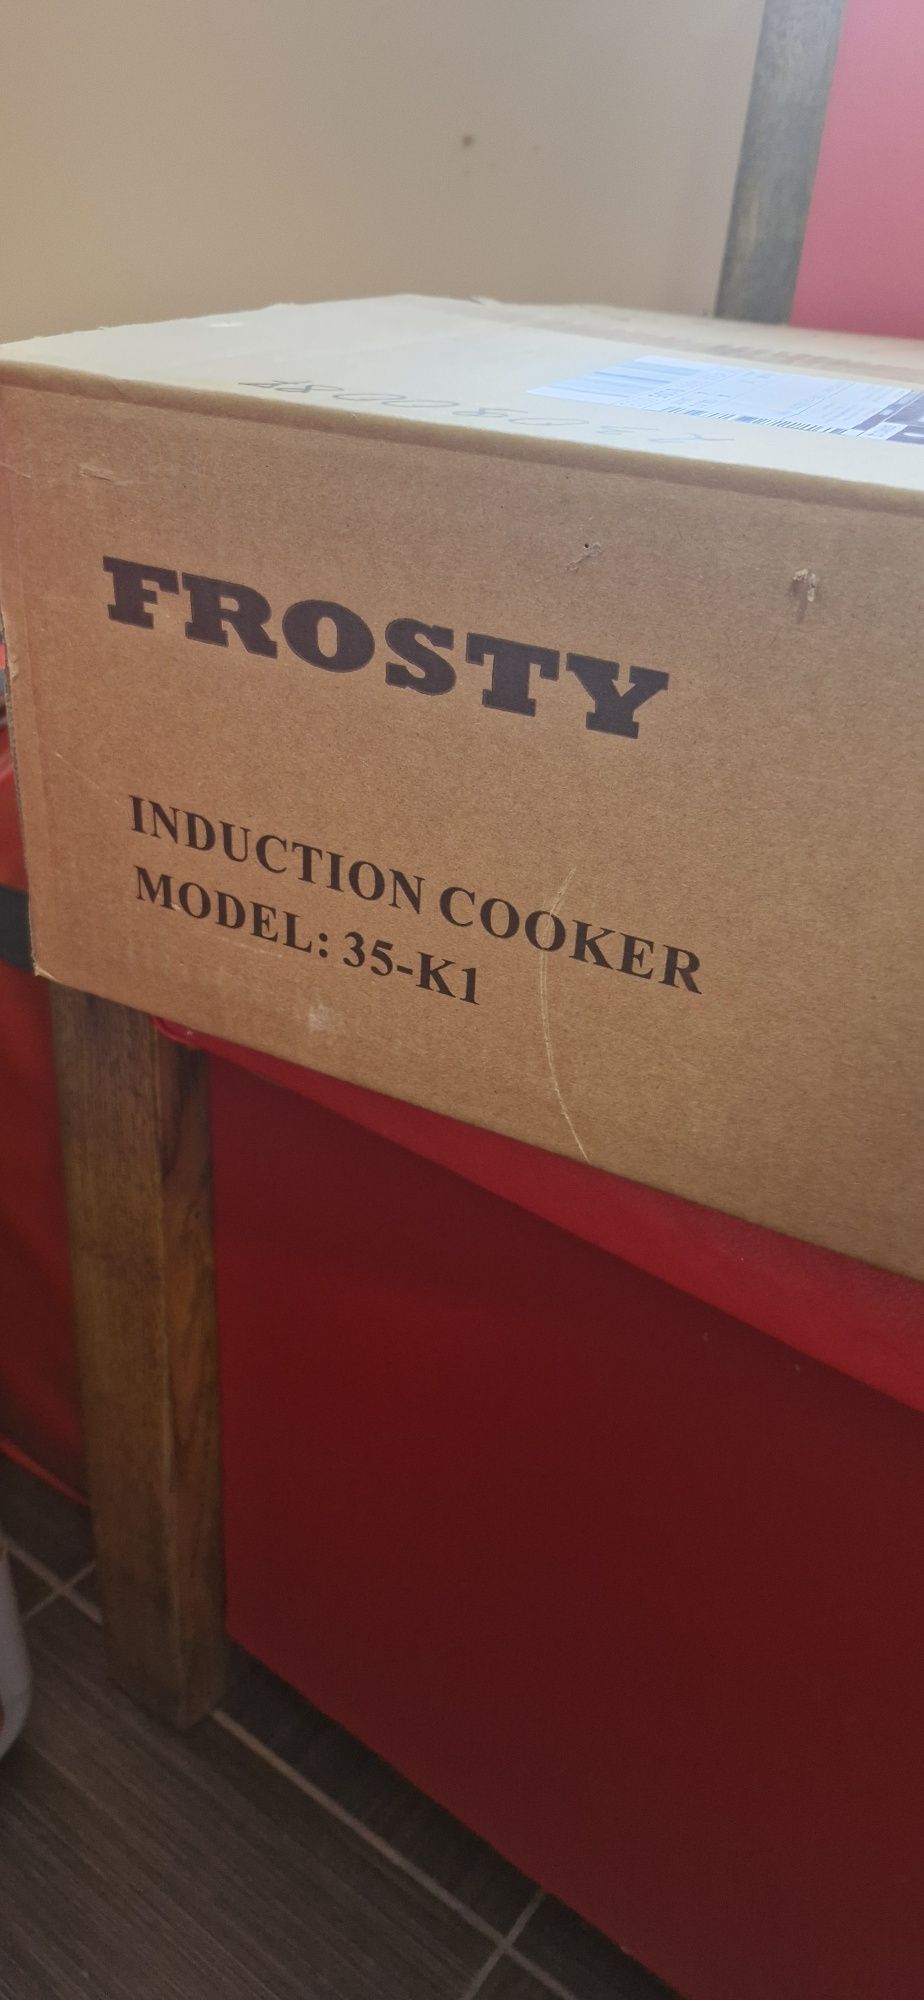 FROSTY
INDUCTION COOKER
MODEL: 35-K1